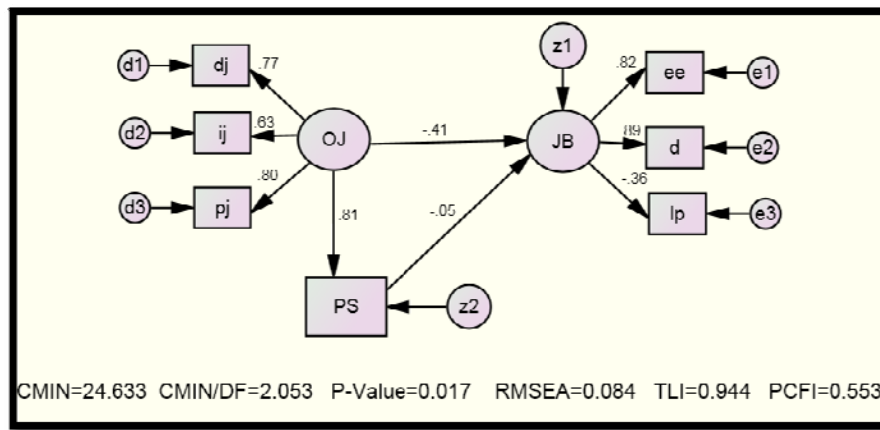 z1
d1 dj .77 .82 ee e1
d2 ij .63 OJ -.41 JB .89 d e2
d3 pj .80 -.36 lp e3
.81 -.05
PS z2
CMIN=24.633 CMIN/DF=2.053 P-Value=0.017 RMSEA=0.084 TLI=0.944 PCFI=0.553